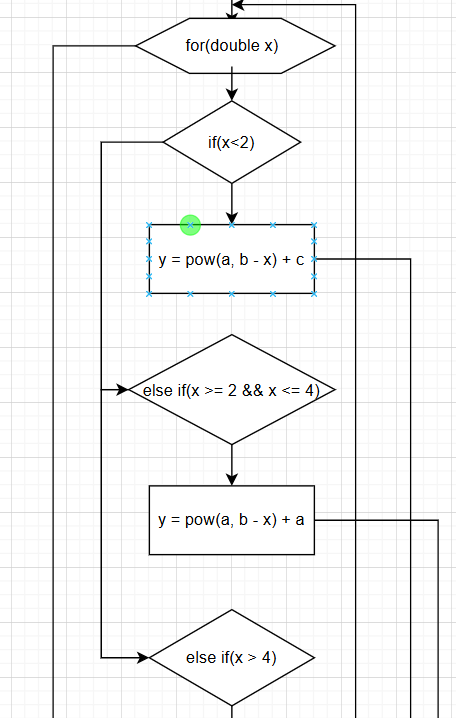 for(double x)
if(x<2)
y = pow(a, b - x) + c
else if(x >= 2 && x <= 4)
y = pow(a, b - x) + a
else if(x > 4)